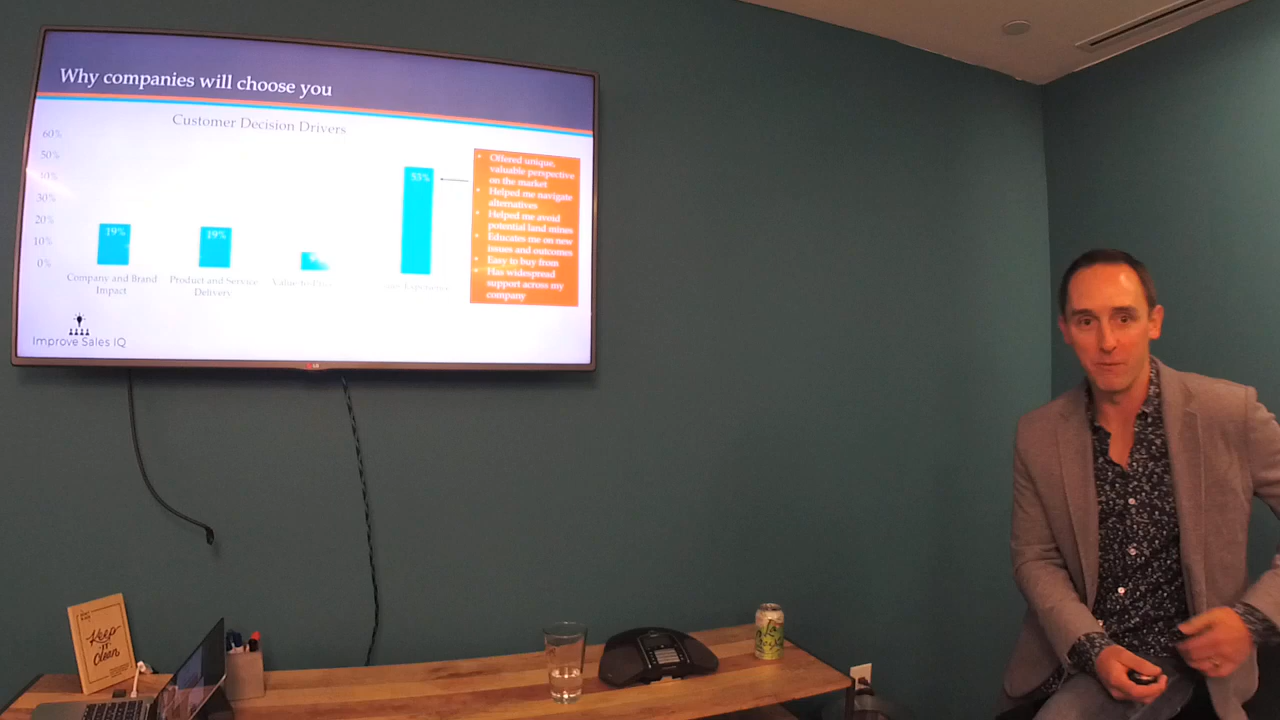 Why companies will choose you
Customer Decision Drivers
60%
50%
40%
30%
20%
10%
0%
19%
19%
53%
Company and Brand
Impact
Product and Service
Delivery
• Offered unique,
valuable perspective
on the market
• Helped me navigate
alternatives
• Helped me avoid
potential land mines
• Educates me on new
issues and outcomes
• Easy to buy from
• Has widespread
support across my
company
Improve Sales IQ
LG
Keep
Clean